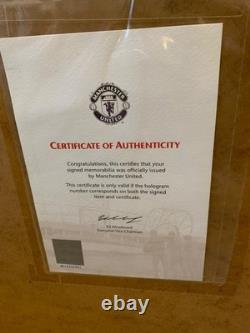 MANCHESTER
UNITED
CERTIFICATE OF AUTHENTICITY
Congratulations, this certifies that your
signed memorabilia was officially issued
by Manchester United.
This certificate is only valid if the hologram
number corresponds on both the signed
item and certificate.
Ed Woodward
Executive Vice Chairman